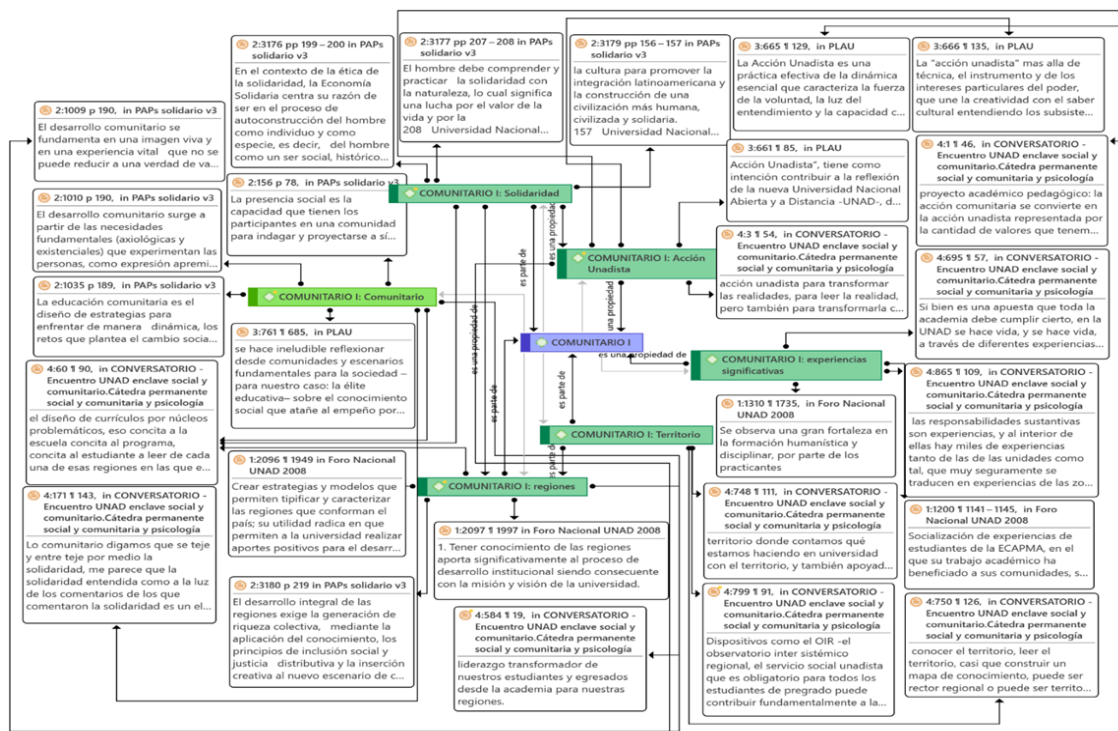 2:3176 pp 199 – 200 in PAPs
solidario v3
En el contexto de la ética de
la solidaridad, la Economía
Solidaria centra su razón de
ser en el proceso de
autoconstrucción del hombre
como individuo y como
especie, es decir, del hombre
como un ser social, histórico...
2:3177 pp 207 – 208 in PAPs
solidario v3
El hombre debe comprender y
practicar la solidaridad con
la naturaleza, lo cual significa
una lucha por el valor de la
vida y por la
208 Universidad Nacional...
2:3179 pp 156 – 157 in PAPs
solidario v3
la cultura para promover la
integración latinoamericana y
la construcción de una
civilización más humana,
civilizada y solidaria.
157 Universidad Nacional...
3:665 ¶ 129, in PLAU
La Acción Unadista es una
práctica efectiva de la dinámica
esencial que caracteriza la fuerza
de la voluntad, la luz del
entendimiento y la capacidad c...
3:666 ¶ 135, in PLAU
La "acción unadista" mas alla de
técnica, el instrumento y de los
intereses particulares del poder,
que une la creatividad con el saber
cultural entendiendo los subsiste...
2:1009 p 190, in PAPs solidario v3
El desarrollo comunitario se
fundamenta en una imagen viva y
en una experiencia vital que no se
puede reducir a una verdad de va...
3:661 ¶ 85, in PLAU
Acción Unadista", tiene como
intención contribuir a la reflexión
de la nueva Universidad Nacional
Abierta y a Distancia -UNAD-, d...
4:1 ¶ 46, in CONVERSATORIO -
Encuentro UNAD enclave social y
comunitario.Cátedra permanente
social y comunitaria y psicología
proyecto académico pedagógico: la
acción comunitaria se convierte en
la acción unadista representada por
la cantidad de valores que tenem...
2:156 p 78, in PAPs solidario v3
La presencia social es la
capacidad que tienen los
participantes en una comunidad
para indagar y proyectarse a sí...
COMUNITARIO I: Solidaridad
2:1010 p 190, in PAPs solidario v3
El desarrollo comunitario surge a
partir de las necesidades
fundamentales (axiológicas y
existenciales) que experimentan las
personas, como expresión apremi...
es parte de
es una propiedad
COMUNITARIO I: Acción
Unadista
4:3 ¶ 54, in CONVERSATORIO -
Encuentro UNAD enclave social y
comunitario.Cátedra permanente
social y comunitaria y psicología
acción unadista para transformar
las realidades, para leer la realidad,
pero también para transformarla c...
4:695 ¶ 57, in CONVERSATORIO -
Encuentro UNAD enclave social y
comunitario.Cátedra permanente
social y comunitaria y psicología
Si bien es una apuesta que toda la
academia debe cumplir cierto, en la
UNAD se hace vida, y se hace vida,
a través de diferentes experiencias...
2:1035 p 189, in PAPs solidario v3
La educación comunitaria es el
diseño de estrategias para
enfrentar de manera dinámica, los
retos que plantea el cambio socia...
COMUNITARIO I: Comunitario
una propiedad
es una propiedad de
3:761 ¶ 685, in PLAU
se hace ineludible reflexionar
desde comunidades y escenarios
fundamentales para la sociedad –
para nuestro caso: la élite
educativa– sobre el conocimiento
social que atañe al empeño por...
COMUNITARIO I
es una propiedad de
COMUNITARIO I: experiencias
significativas
es parte de
es parte de
4:60 ¶ 90, in CONVERSATORIO -
Encuentro UNAD enclave social y
comunitario.Cátedra permanente
social y comunitaria y psicología
el diseño de currículos por núcleos
problemáticos, eso concita a la
escuela concita al programa,
concita al estudiante a leer de cada
una de esas regiones en las que e...
4:865 ¶ 109, in CONVERSATORIO -
Encuentro UNAD enclave social y
comunitario.Cátedra permanente
social y comunitaria y psicología
las responsabilidades sustantivas
son experiencias, y al interior de
ellas hay miles de experiencias
tanto de las de las unidades como
tal, que muy seguramente se
traducen en experiencias de las zo...
1:1310 ¶ 1735, in Foro Nacional
UNAD 2008
Se observa una gran fortaleza en
la formación humanística y
disciplinar, por parte de los
practicantes
COMUNITARIO I: Territorio
es parte de
1:2096 ¶ 1949 in Foro Nacional
UNAD 2008
Crear estrategias y modelos que
permiten tipificar y caracterizar
las regiones que conforman el
país; su utilidad radica en que
permiten a la universidad realizar
aportes positivos para el desarr...
COMUNITARIO I: regiones
4:171 ¶ 143, in CONVERSATORIO -
Encuentro UNAD enclave social y
comunitario.Cátedra permanente
social y comunitaria y psicología
Lo comunitario digamos que se teje
y entre teje por medio la
solidaridad, me parece que la
solidaridad entendida como a la luz
de los comentarios de los que
comentaron la solidaridad es un el...
4:748 ¶ 111, in CONVERSATORIO -
Encuentro UNAD enclave social y
comunitario.Cátedra permanente
social y comunitaria y psicología
territorio donde contamos qué
estamos haciendo en universidad
con el territorio, y también apoyad...
1:1200 ¶ 1141 – 1145, in Foro
Nacional UNAD 2008
Socialización de experiencias de
estudiantes de la ECAPMA, en el
que su trabajo académico ha
beneficiado a sus comunidades, s...
1:2097 ¶ 1997 in Foro Nacional UNAD 2008
1. Tener conocimiento de las regiones
aporta significativamente al proceso de
desarrollo institucional siendo consecuente
con la misión y visión de la universidad.
2:3180 p 219 in PAPs solidario v3
El desarrollo integral de las
regiones exige la generación de
riqueza colectiva, mediante la
aplicación del conocimiento, los
principios de inclusión social y
justicia distributiva y la inserción
creativa al nuevo escenario de c...
4:584 ¶ 19, in CONVERSATORIO -
Encuentro UNAD enclave social y
comunitario.Cátedra permanente
social y comunitaria y psicología
liderazgo transformador de
nuestros estudiantes y egresados
desde la academia para nuestras
regiones.
4:799 ¶ 91, in CONVERSATORIO -
Encuentro UNAD enclave social y
comunitario.Cátedra permanente
social y comunitaria y psicología
Dispositivos como el OIR -el
observatorio inter sistémico
regional, el servicio social unadista
que es obligatorio para todos los
estudiantes de pregrado puede
contribuir fundamentalmente a la...
4:750 ¶ 126, in CONVERSATORIO -
Encuentro UNAD enclave social y
comunitario.Cátedra permanente
social y comunitaria y psicología
conocer el territorio, leer el
territorio, casi que construir un
mapa de conocimiento, puede ser
rector regional o puede ser territo...